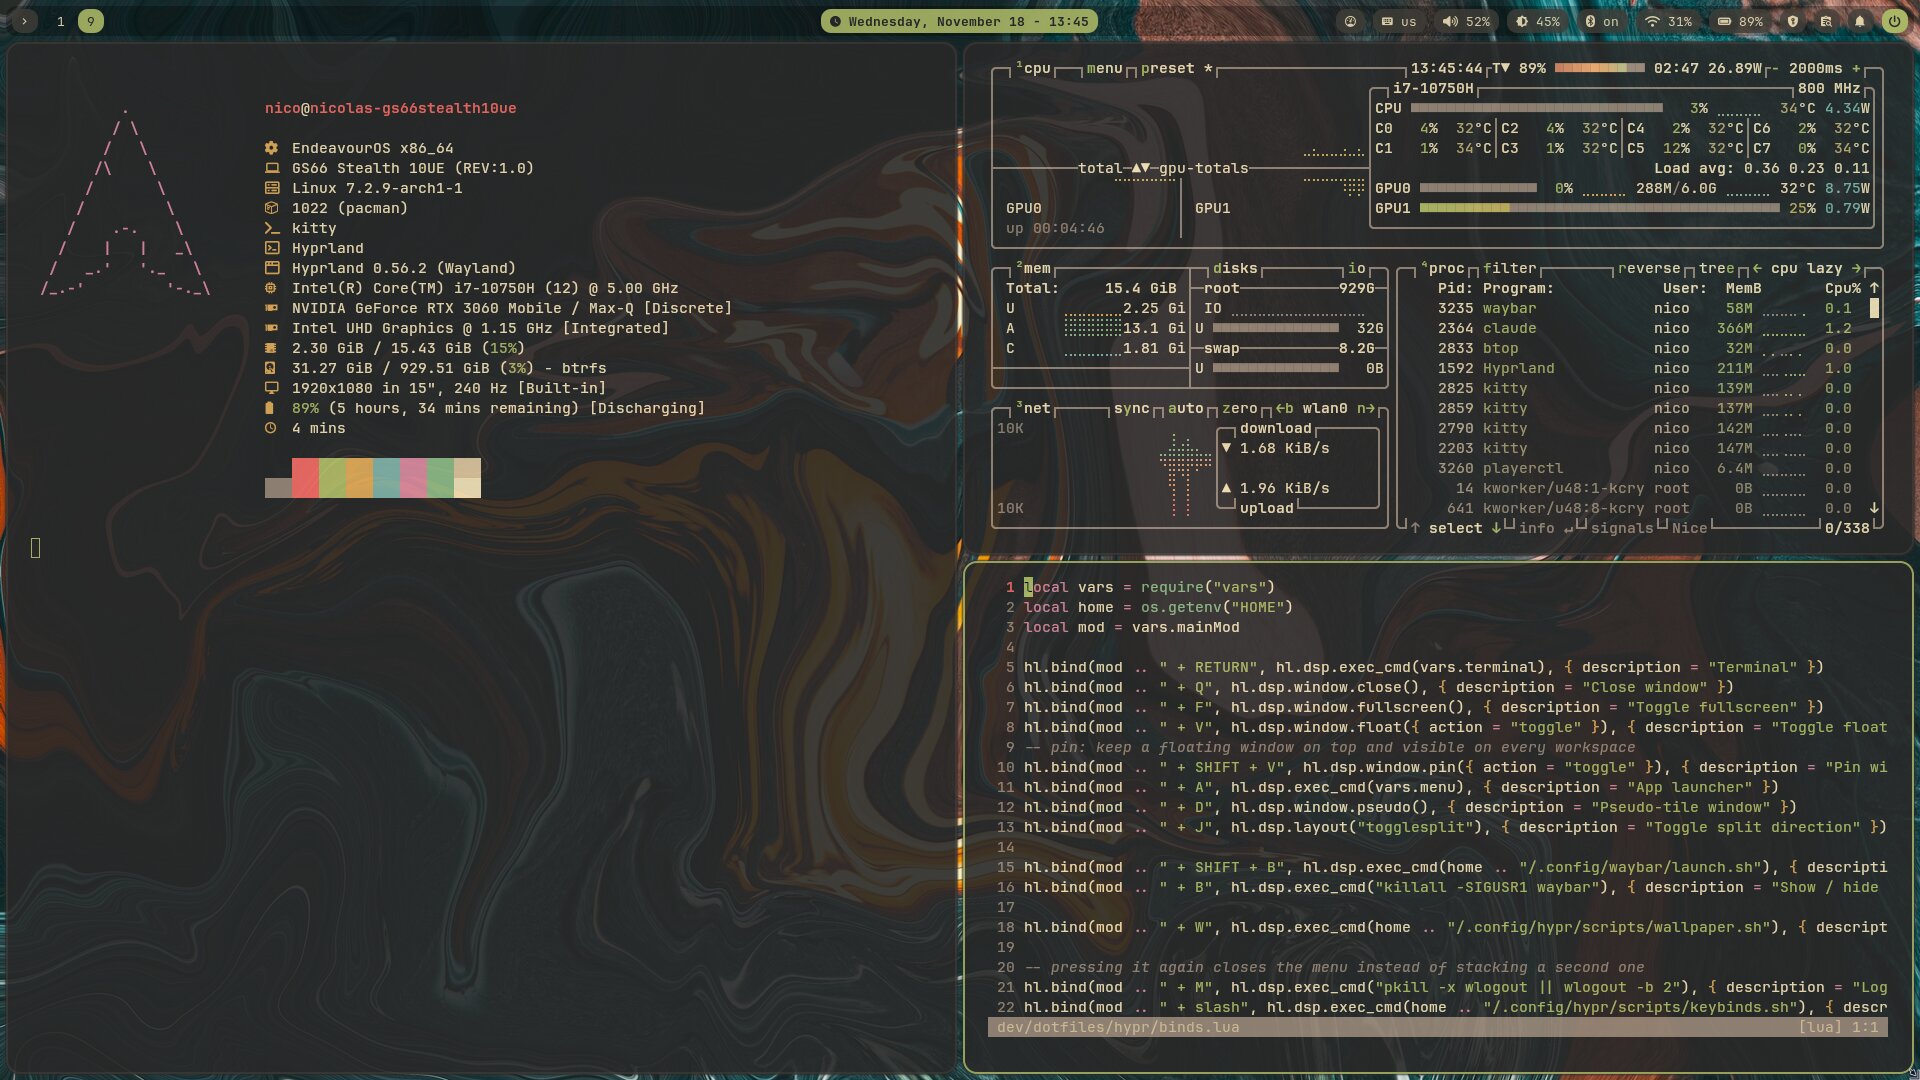 1 9 Wednesday, November 18 - 13:45 us 52% 45% on 31% 89%
nico@nicolas-gs66stealth10ue
EndeavourOS x86_64
GS66 Stealth 10UE (REV:1.0)
Linux 7.2.9-arch1-1
1022 (pacman)
kitty
Hyprland
Hyprland 0.56.2 (Wayland)
Intel(R) Core(TM) i7-10750H (12) @ 5.00 GHz
NVIDIA GeForce RTX 3060 Mobile / Max-Q [Discrete]
Intel UHD Graphics @ 1.15 GHz [Integrated]
2.30 GiB / 15.43 GiB (15%)
31.27 GiB / 929.51 GiB (3%) - btrfs
1920x1080 in 15", 240 Hz [Built-in]
89% (5 hours, 34 mins remaining) [Discharging]
4 mins
¹cpu menu preset * 13:45:44 T▼ 89% 02:47 26.89W - 2000ms +
i7-10750H 800 MHz
CPU 3% 34°C 4.34W
C0 4% 32°C C2 4% 32°C C4 2% 32°C C6 2% 32°C
C1 1% 34°C C3 1% 32°C C5 12% 32°C C7 0% 34°C
total ▲▼ gpu-totals Load avg: 0.36 0.23 0.11
GPU0 0% 288M/6.0G 32°C 8.75W
GPU0 GPU1 GPU1 25% 0.79W
up 00:04:46
²mem disks io
Total: 15.4 GiB root 929G
U 2.25 Gi IO
A 13.1 Gi U 32G
C 1.81 Gi swap 8.2G
U 0B
³net sync auto zero ←b wlan0 n→
10K download
▼ 1.68 KiB/s
▲ 1.96 KiB/s
10K upload
⁴proc filter reverse tree ← cpu lazy →
Pid: Program: User: MemB Cpu% ↑
3235 waybar nico 58M 0.1
2364 claude nico 366M 1.2
2833 btop nico 32M 0.0
1592 Hyprland nico 211M 1.0
2825 kitty nico 139M 0.0
2859 kitty nico 137M 0.0
2790 kitty nico 142M 0.0
2203 kitty nico 147M 0.0
3260 playerctl nico 6.4M 0.0
14 kworker/u48:1-kcry root 0B 0.0
641 kworker/u48:8-kcry root 0B 0.0 ↓
↑ select ↓ info ↵ signals Nice 0/338
1 local vars = require("vars")
2 local home = os.getenv("HOME")
3 local mod = vars.mainMod
4
5 hl.bind(mod .. " + RETURN", hl.dsp.exec_cmd(vars.terminal), { description = "Terminal" })
6 hl.bind(mod .. " + Q", hl.dsp.window.close(), { description = "Close window" })
7 hl.bind(mod .. " + F", hl.dsp.window.fullscreen(), { description = "Toggle fullscreen" })
8 hl.bind(mod .. " + V", hl.dsp.window.float({ action = "toggle" }), { description = "Toggle float
9 -- pin: keep a floating window on top and visible on every workspace
10 hl.bind(mod .. " + SHIFT + V", hl.dsp.window.pin({ action = "toggle" }), { description = "Pin wi
11 hl.bind(mod .. " + A", hl.dsp.exec_cmd(vars.menu), { description = "App launcher" })
12 hl.bind(mod .. " + D", hl.dsp.window.pseudo(), { description = "Pseudo-tile window" })
13 hl.bind(mod .. " + J", hl.dsp.layout("togglesplit"), { description = "Toggle split direction" })
14
15 hl.bind(mod .. " + SHIFT + B", hl.dsp.exec_cmd(home .. "/.config/waybar/launch.sh"), { descripti
16 hl.bind(mod .. " + B", hl.dsp.exec_cmd("killall -SIGUSR1 waybar"), { description = "Show / hide
17
18 hl.bind(mod .. " + W", hl.dsp.exec_cmd(home .. "/.config/hypr/scripts/wallpaper.sh"), { descript
19
20 -- pressing it again closes the menu instead of stacking a second one
21 hl.bind(mod .. " + M", hl.dsp.exec_cmd("pkill -x wlogout || wlogout -b 2"), { description = "Log
22 hl.bind(mod .. " + slash", hl.dsp.exec_cmd(home .. "/.config/hypr/scripts/keybinds.sh"), { descr
dev/dotfiles/hypr/binds.lua [lua] 1:1